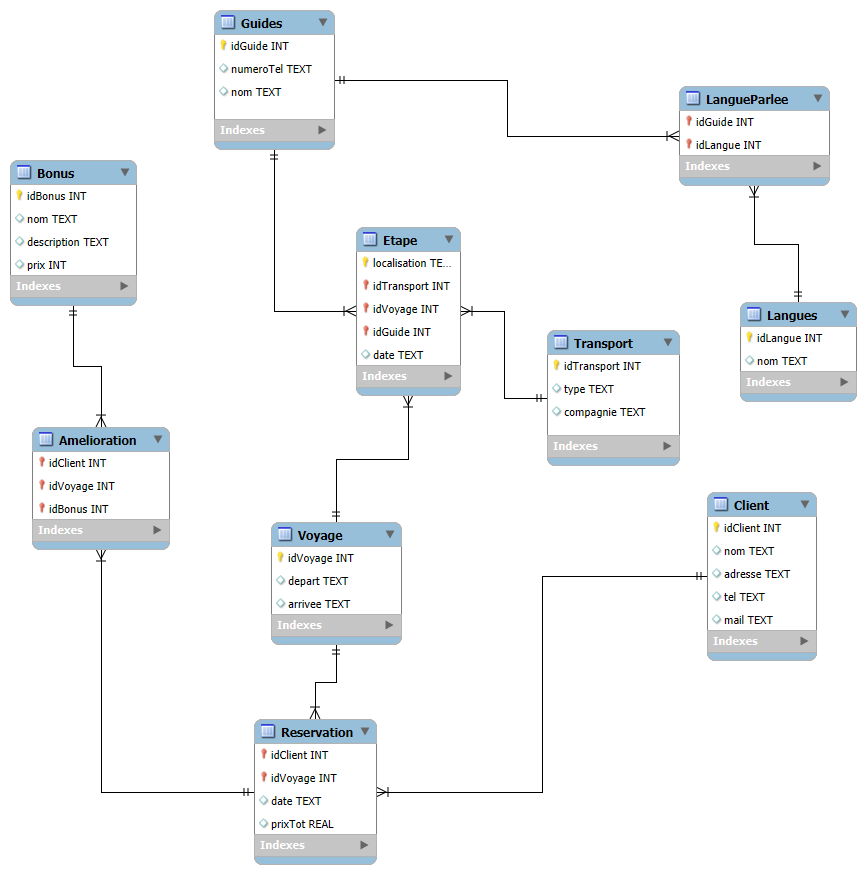 Guides
idGuide INT
numeroTel TEXT
nom TEXT
Indexes
LangueParlee
idGuide INT
idLangue INT
Indexes
Bonus
idBonus INT
nom TEXT
description TEXT
prix INT
Indexes
Etape
localisation TE...
idTransport INT
idVoyage INT
idGuide INT
date TEXT
Indexes
Langues
idLangue INT
nom TEXT
Indexes
Transport
idTransport INT
type TEXT
compagnie TEXT
Indexes
Amelioration
idClient INT
idVoyage INT
idBonus INT
Indexes
Client
idClient INT
nom TEXT
adresse TEXT
tel TEXT
mail TEXT
Indexes
Voyage
idVoyage INT
depart TEXT
arrivee TEXT
Indexes
Reservation
idClient INT
idVoyage INT
date TEXT
prixTot REAL
Indexes